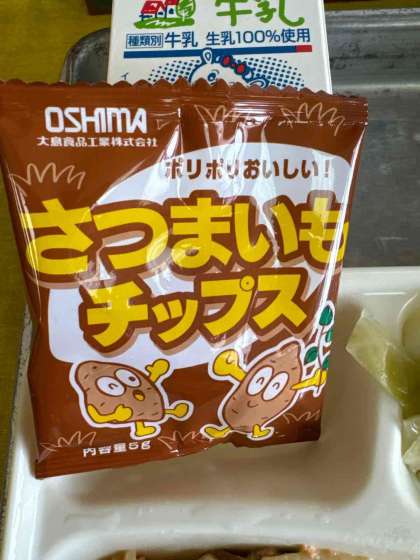 牛乳
種類別 牛乳 生乳100%使用
OSHIMA
大島食品工業株式会社
ポリポリおいしい!
さつまいも
チップス
内容量5g